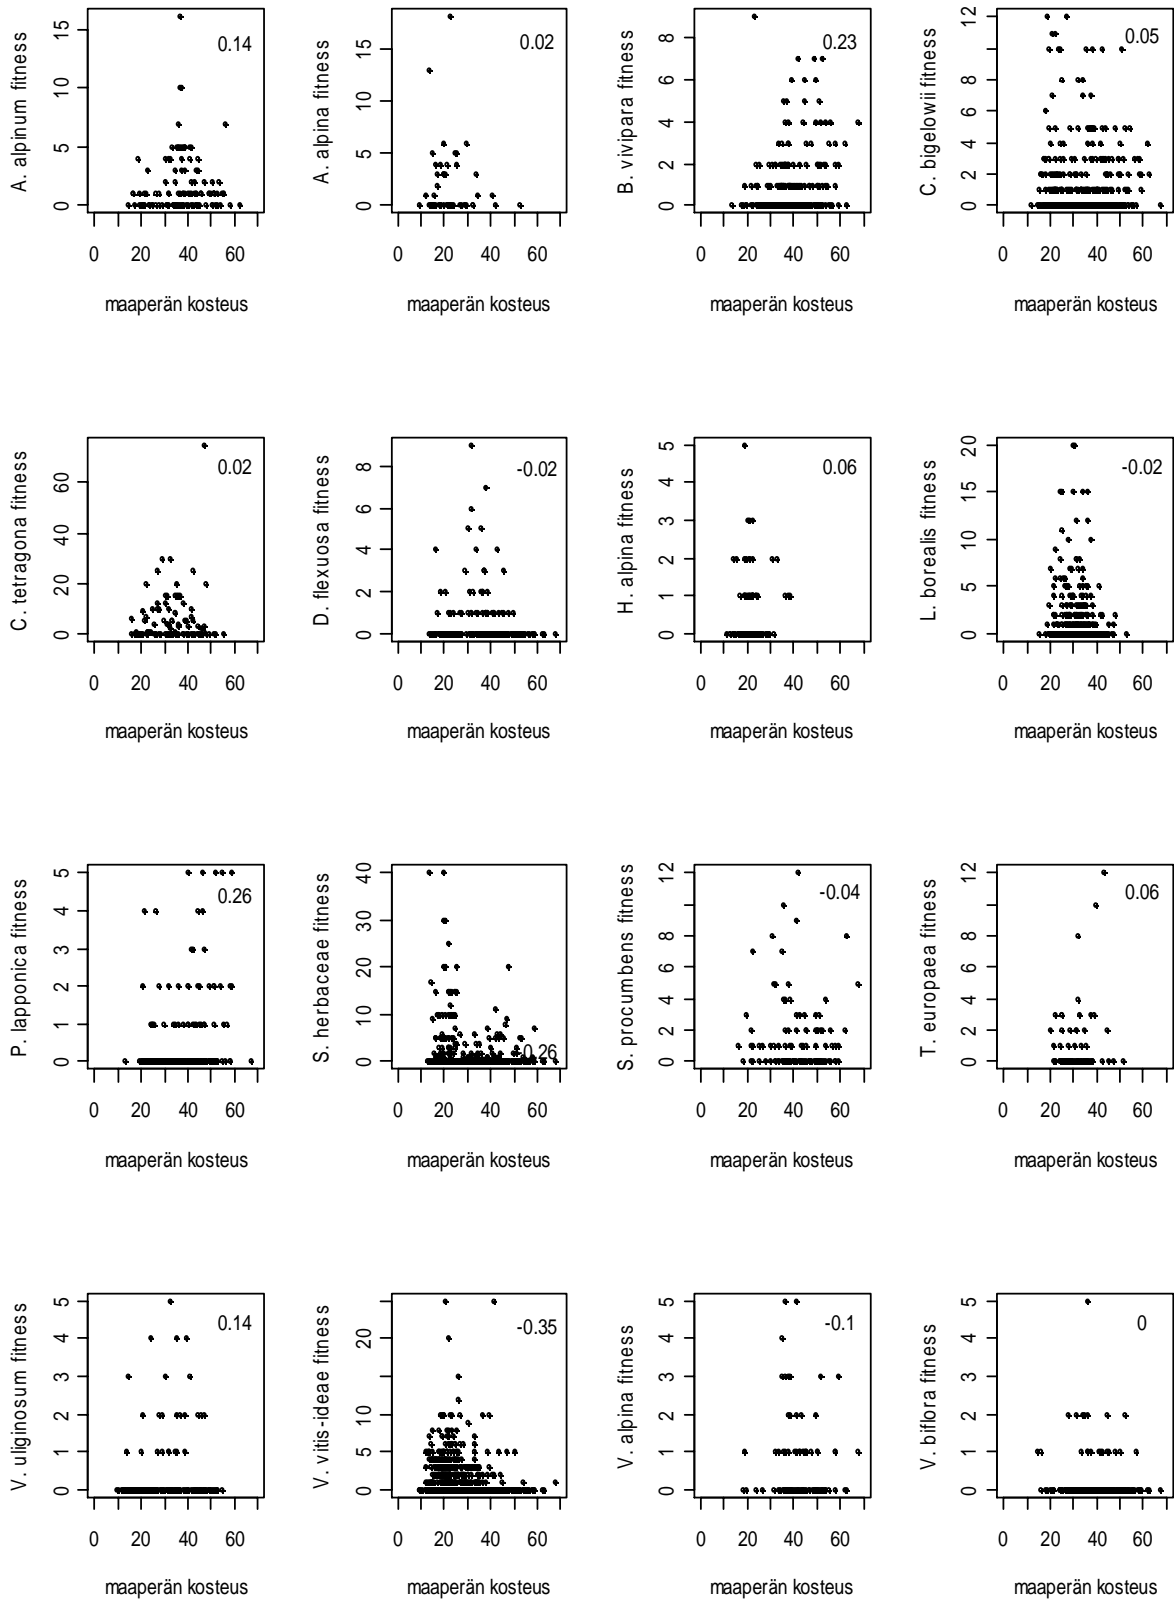 A. alpinum fitness
0 5 10 15
0.14
0 20 40 60
maaperän kosteus
A. alpina fitness
0 5 10 15
0.02
0 20 40 60
maaperän kosteus
B. vivipara fitness
0 2 4 6 8
0.23
0 20 40 60
maaperän kosteus
C. bigelowii fitness
0 2 4 6 8 12
0.05
0 20 40 60
maaperän kosteus
C. tetragona fitness
0 20 40 60
0.02
0 20 40 60
maaperän kosteus
D. flexuosa fitness
0 2 4 6 8
-0.02
0 20 40 60
maaperän kosteus
H. alpina fitness
0 1 2 3 4 5
0.06
0 20 40 60
maaperän kosteus
L. borealis fitness
0 5 10 15 20
-0.02
0 20 40 60
maaperän kosteus
P. lapponica fitness
0 1 2 3 4 5
0.26
0 20 40 60
maaperän kosteus
S. herbaceae fitness
0 10 20 30 40
-0.26
0 20 40 60
maaperän kosteus
S. procumbens fitness
0 2 4 6 8 12
-0.04
0 20 40 60
maaperän kosteus
T. europaea fitness
0 2 4 6 8 12
0.06
0 20 40 60
maaperän kosteus
V. uliginosum fitness
0 1 2 3 4 5
0.14
0 20 40 60
maaperän kosteus
V. vitis-ideae fitness
0 5 10 20
-0.35
0 20 40 60
maaperän kosteus
V. alpina fitness
0 1 2 3 4 5
-0.1
0 20 40 60
maaperän kosteus
V. biflora fitness
0 1 2 3 4 5
0
0 20 40 60
maaperän kosteus